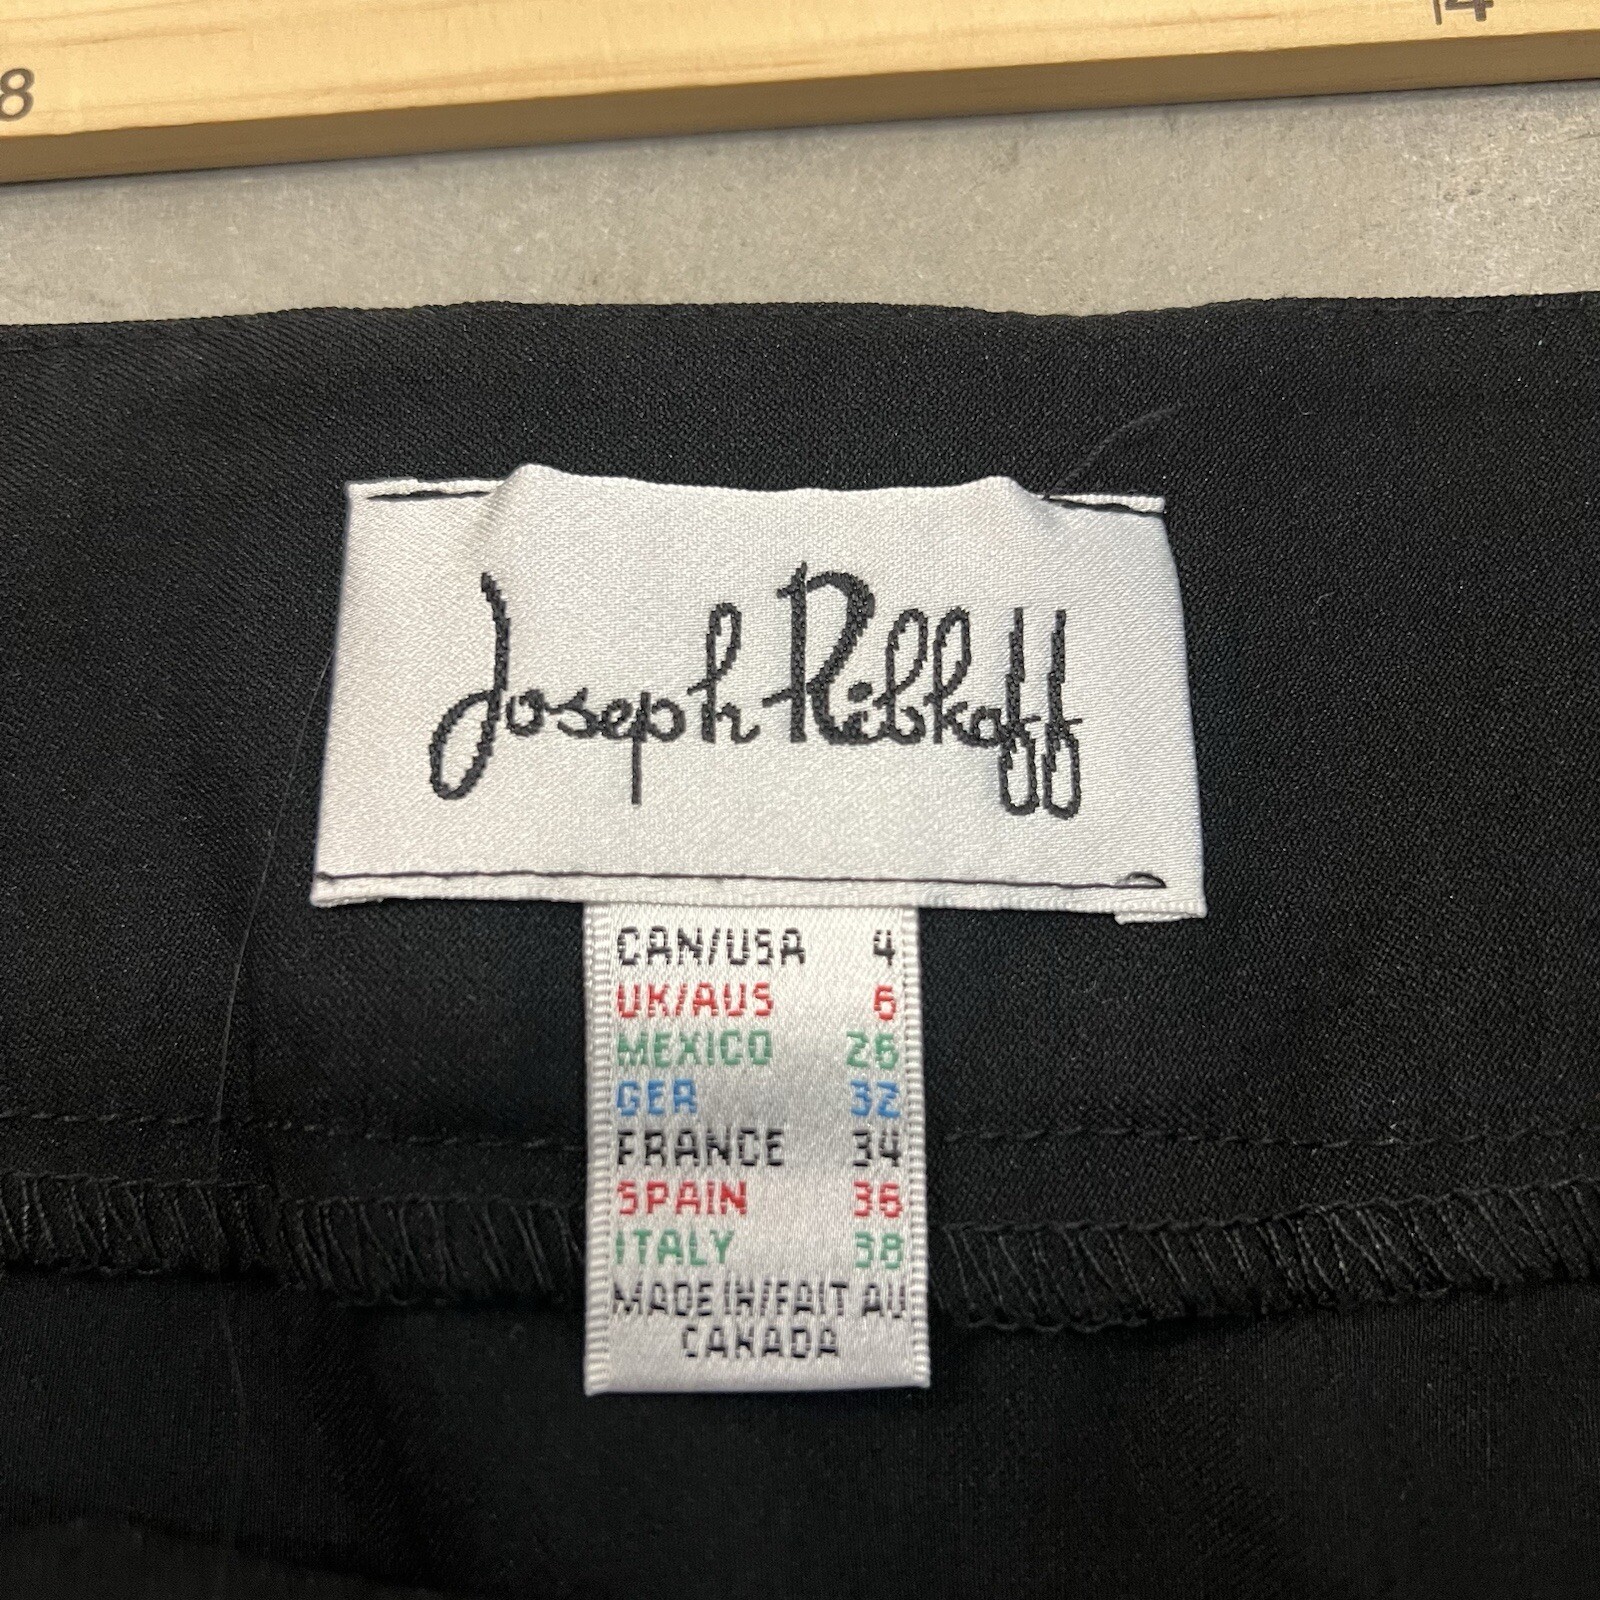 8
4
Joseph Ribkoff
CAN/USA 4
UK/AUS 6
MEXICO 26
GER 32
FRANCE 34
SPAIN 36
ITALY 38
MADE IN/FAIT AU
CANADA